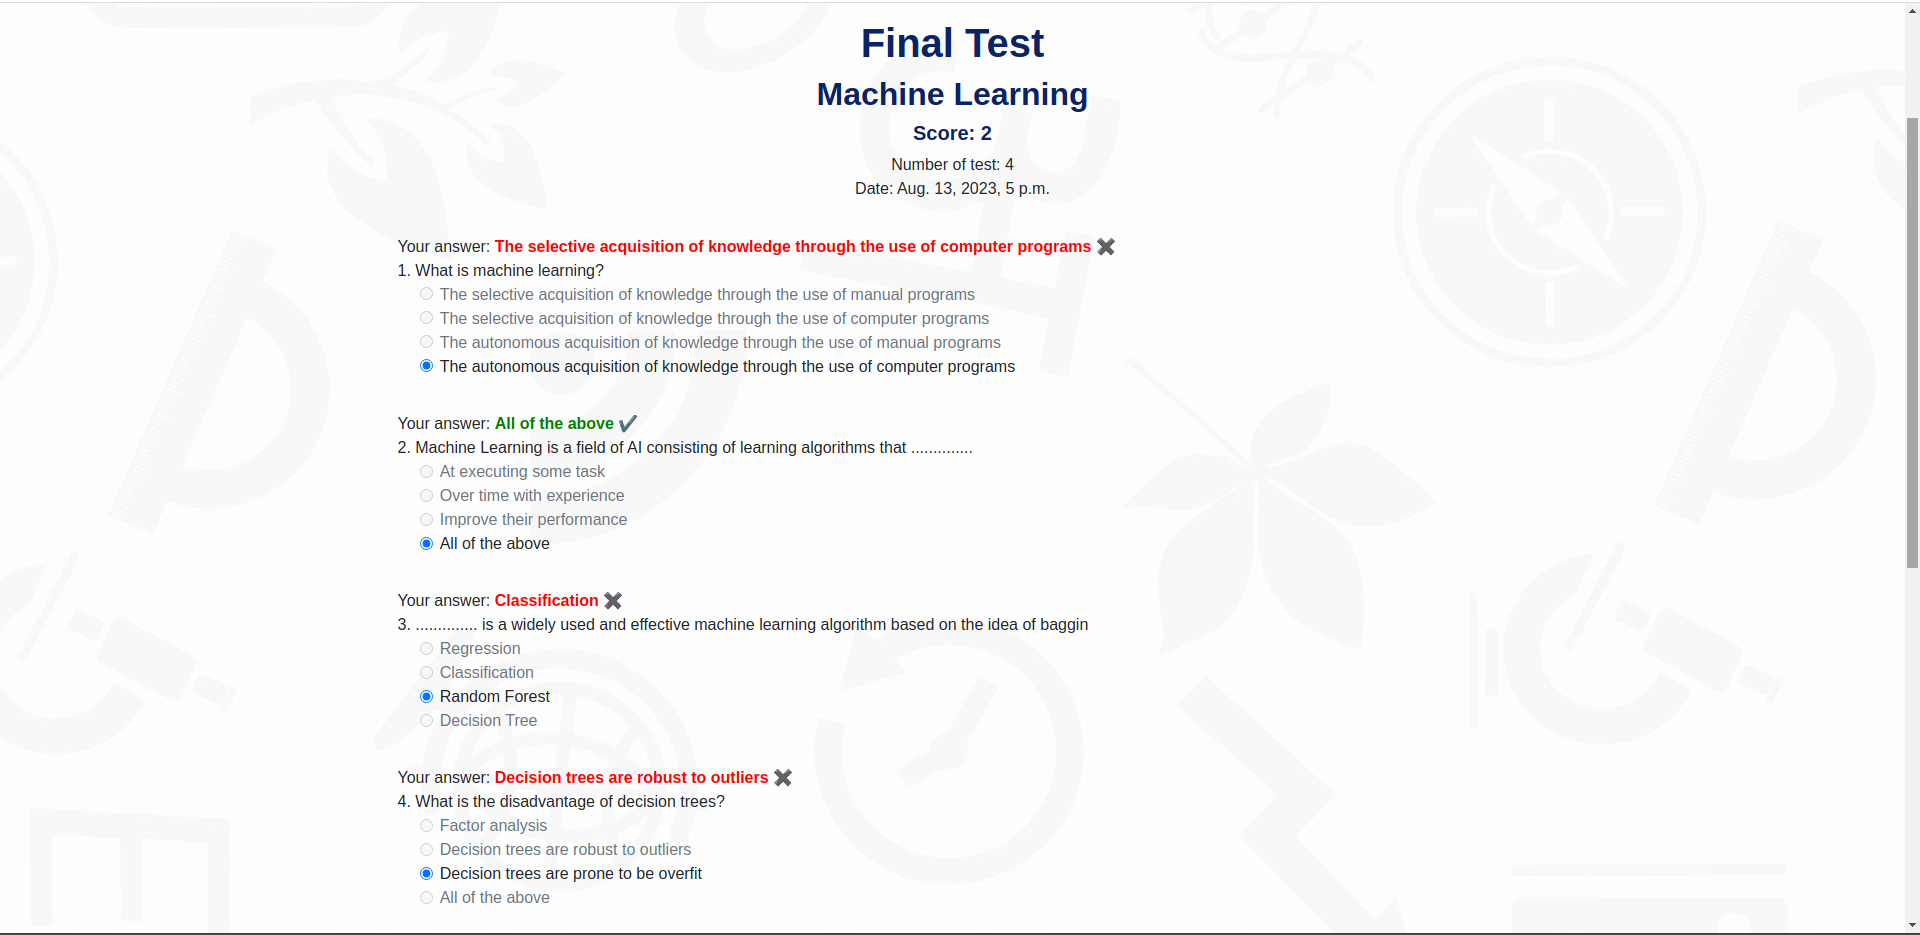 Final Test
Machine Learning
Score: 2
Number of test: 4
Date: Aug. 13, 2023, 5 p.m.
Your answer: The selective acquisition of knowledge through the use of computer programs ✖
1. What is machine learning?
The selective acquisition of knowledge through the use of manual programs
The selective acquisition of knowledge through the use of computer programs
The autonomous acquisition of knowledge through the use of manual programs
The autonomous acquisition of knowledge through the use of computer programs
Your answer: All of the above ✔
2. Machine Learning is a field of AI consisting of learning algorithms that ..............
At executing some task
Over time with experience
Improve their performance
All of the above
Your answer: Classification ✖
3. .............. is a widely used and effective machine learning algorithm based on the idea of baggin
Regression
Classification
Random Forest
Decision Tree
Your answer: Decision trees are robust to outliers ✖
4. What is the disadvantage of decision trees?
Factor analysis
Decision trees are robust to outliers
Decision trees are prone to be overfit
All of the above